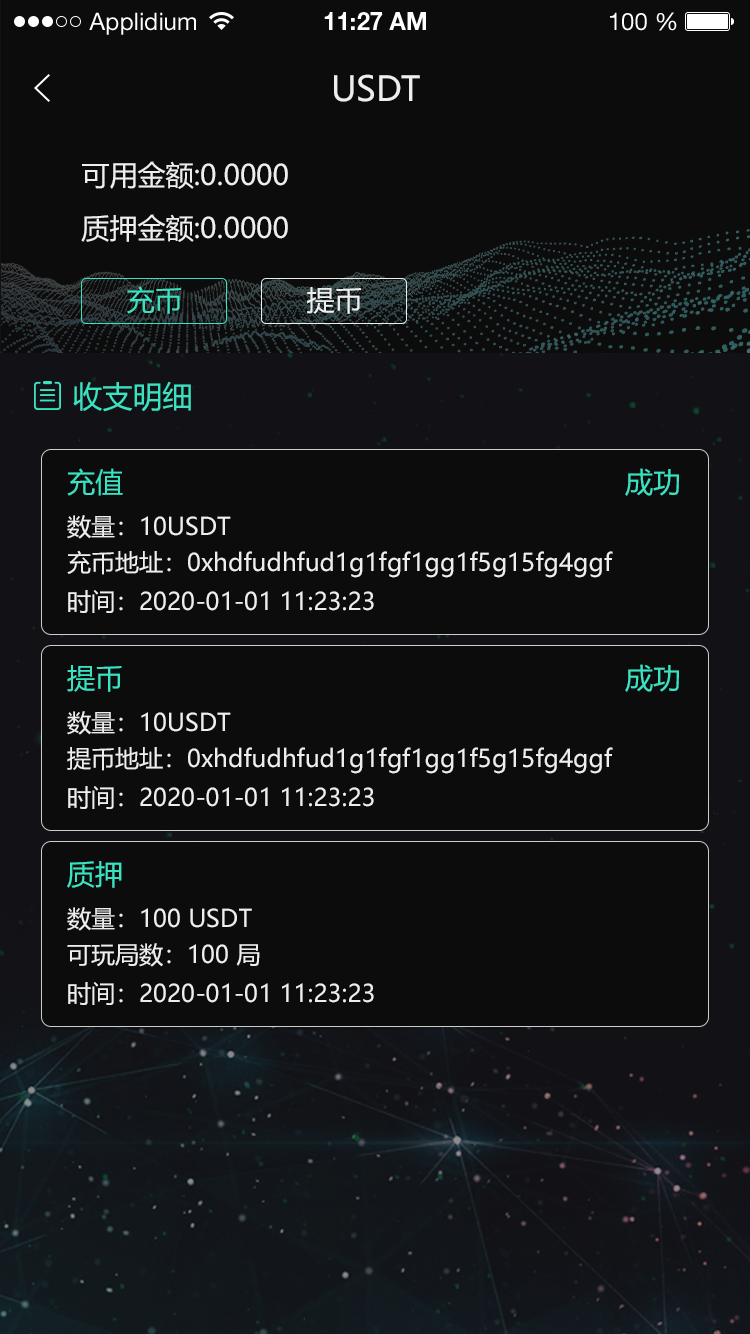 Applidium 11:27 AM 100 %
USDT
可用金额:0.0000
质押金额:0.0000
充币 提币
收支明细
充值 成功
数量：10USDT
充币地址：0xhdfudhfud1g1fgf1gg1f5g15fg4ggf
时间：2020-01-01 11:23:23
提币 成功
数量：10USDT
提币地址：0xhdfudhfud1g1fgf1gg1f5g15fg4ggf
时间：2020-01-01 11:23:23
质押
数量：100 USDT
可玩局数：100 局
时间：2020-01-01 11:23:23